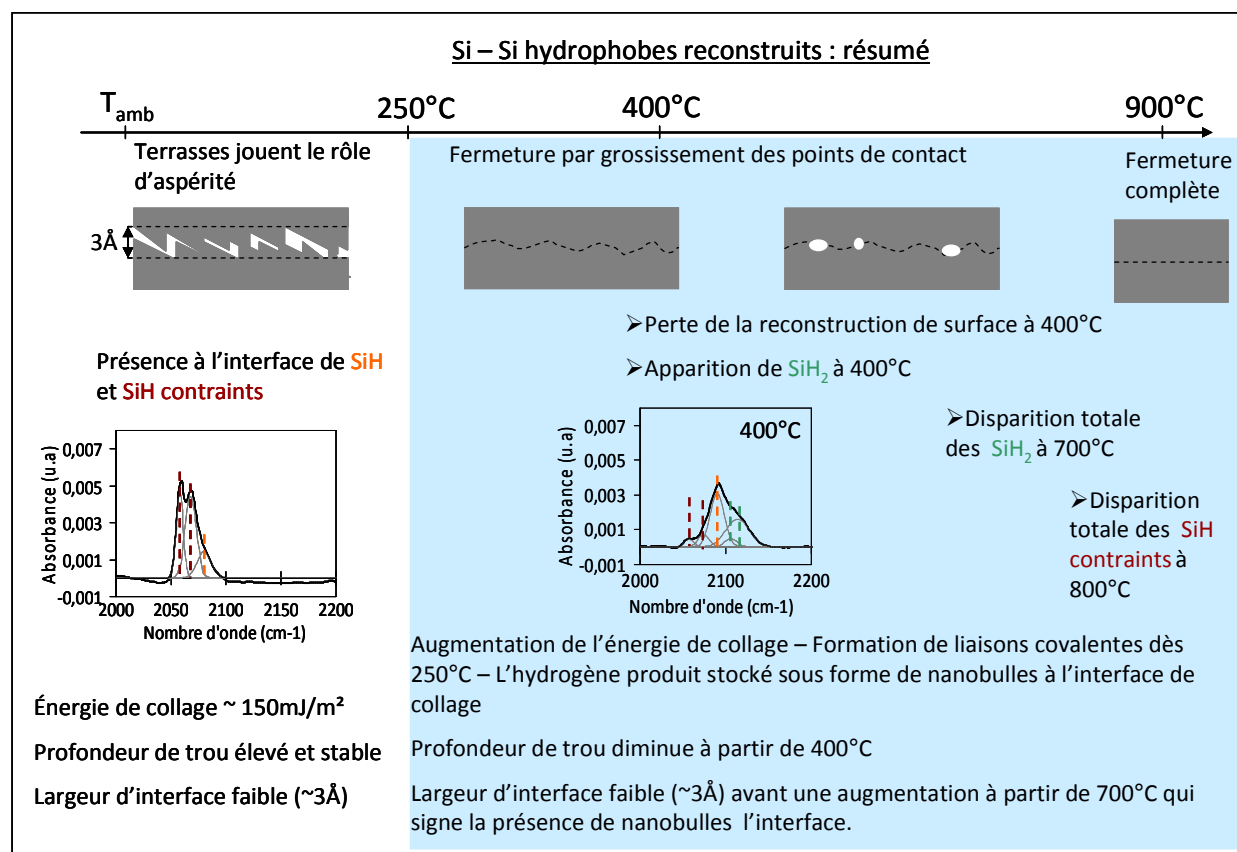 Si – Si hydrophobes reconstruits : résumé
T_amb 250°C 400°C 900°C
Terrasses jouent le rôle
d'aspérité
Fermeture par grossissement des points de contact
Fermeture
complète
3Å
➢Perte de la reconstruction de surface à 400°C
➢Apparition de SiH₂ à 400°C
Présence à l'interface de SiH
et SiH contraints
➢Disparition totale
des SiH₂ à 700°C
➢Disparition
totale des SiH
contraints à
800°C
Absorbance (u.a)
0,007
0,005
0,003
0,001
-0,001
2000 2050 2100 2150 2200
Nombre d'onde (cm-1)
400°C
Absorbance (u.a)
0,007
0,005
0,003
0,001
-0,001
2000 2100 2200
Nombre d'onde (cm-1)
Augmentation de l'énergie de collage – Formation de liaisons covalentes dès
250°C – L'hydrogène produit stocké sous forme de nanobulles à l'interface de
collage
Énergie de collage ~ 150mJ/m²
Profondeur de trou élevé et stable
Profondeur de trou diminue à partir de 400°C
Largeur d'interface faible (~3Å)
Largeur d'interface faible (~3Å) avant une augmentation à partir de 700°C qui
signe la présence de nanobulles l'interface.